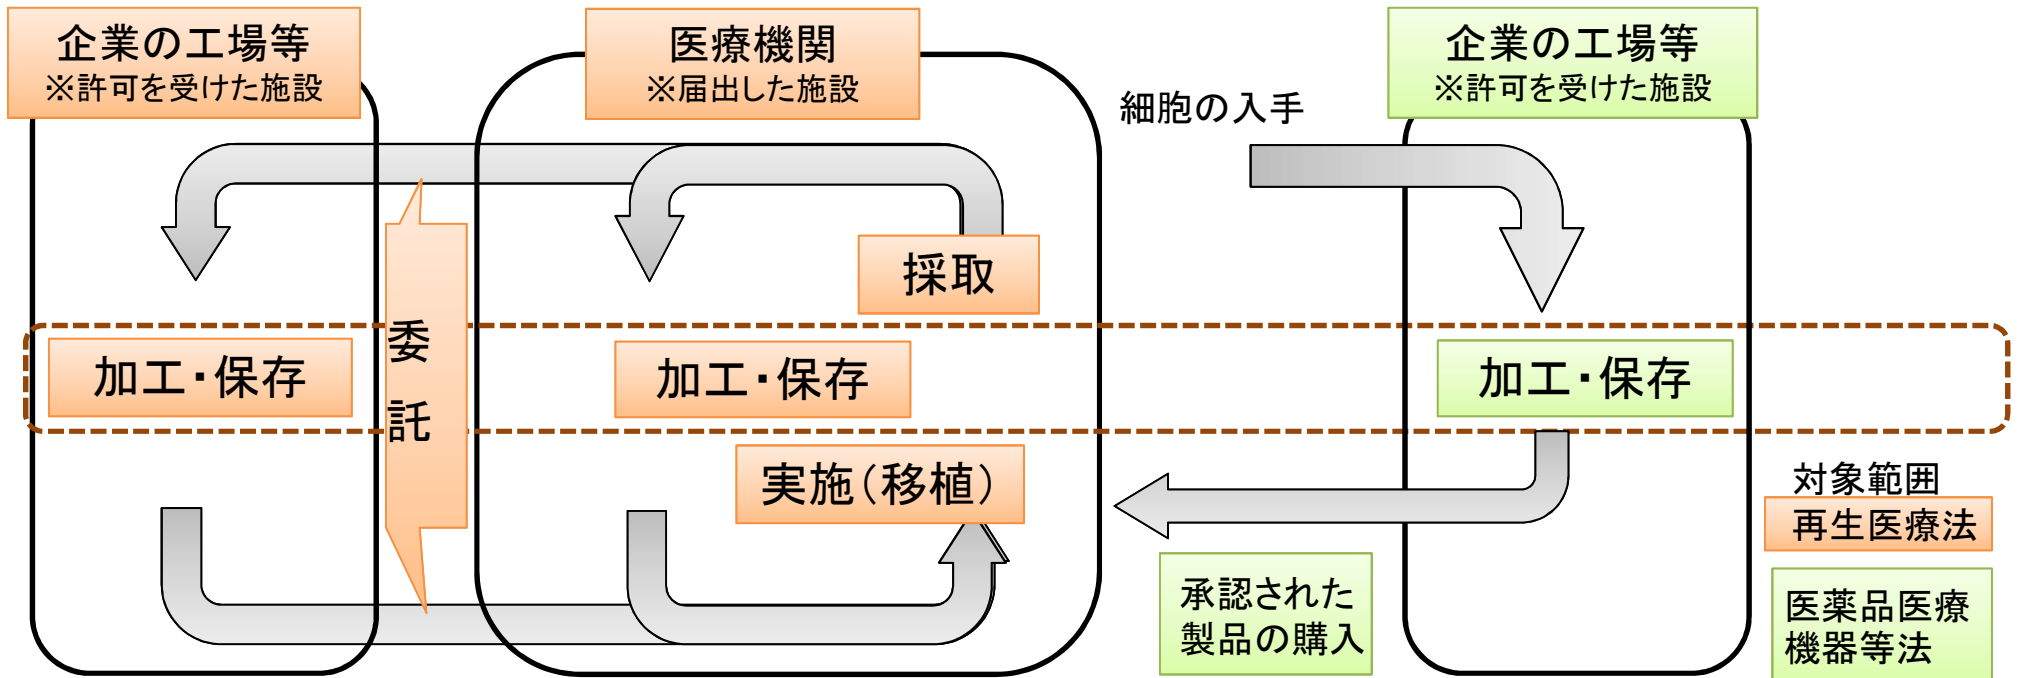 企業の工場等
※許可を受けた施設
医療機関
※届出した施設
細胞の入手
企業の工場等
※許可を受けた施設
採取
委
託
加工・保存
加工・保存
加工・保存
実施(移植)
承認された
製品の購入
対象範囲
再生医療法
医薬品医療
機器等法